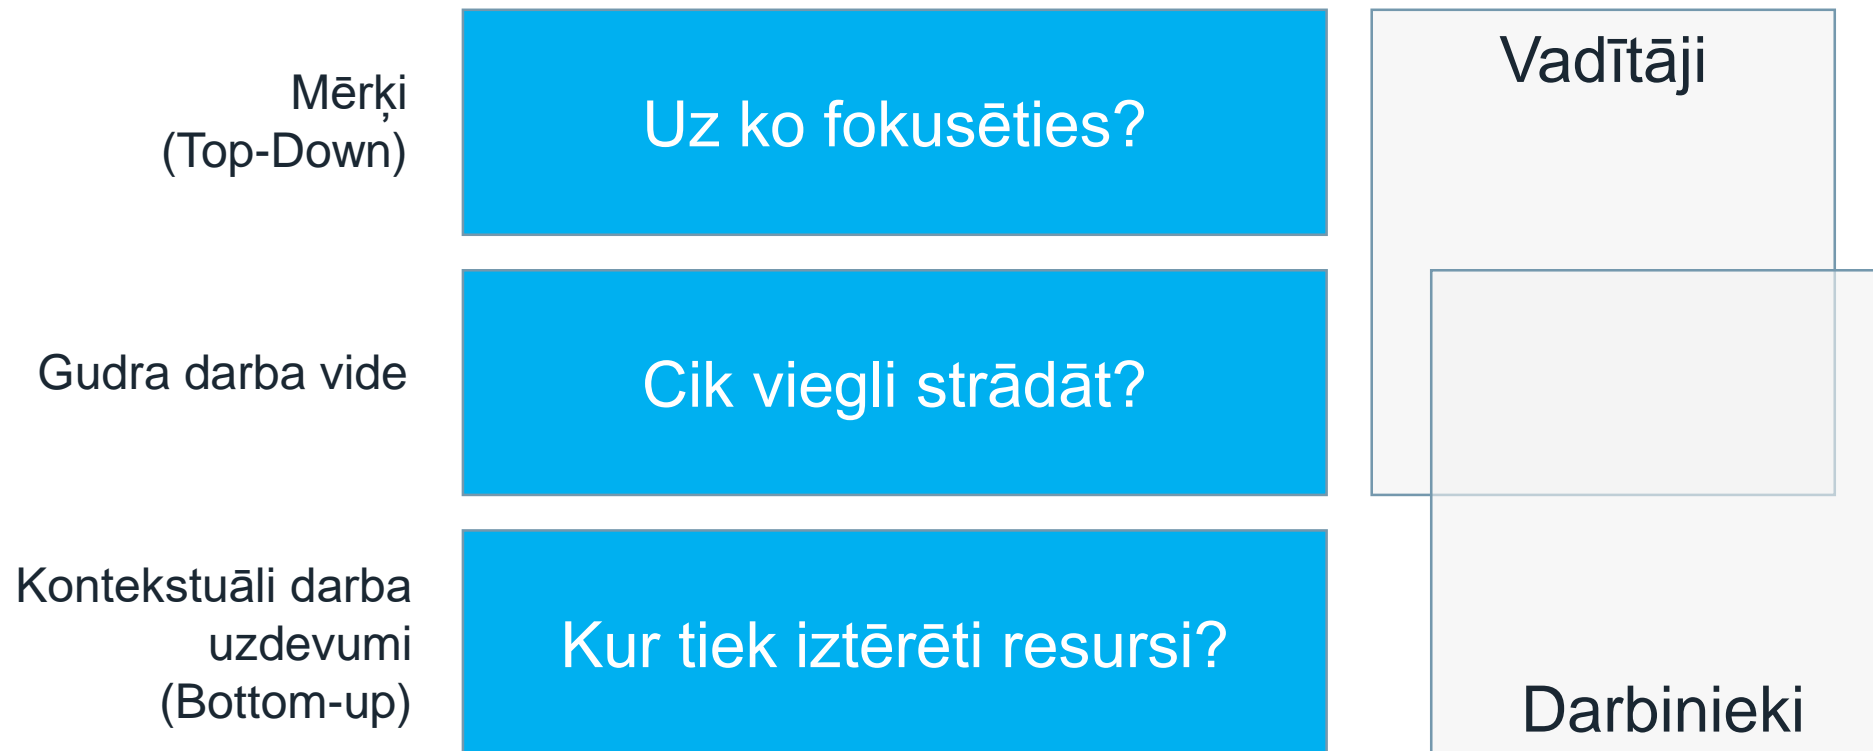 Mērķi
(Top-Down)
Uz ko fokusēties?
Vadītāji
Gudra darba vide
Cik viegli strādāt?
Kontekstuāli darba
uzdevumi
(Bottom-up)
Kur tiek iztērēti resursi?
Darbinieki